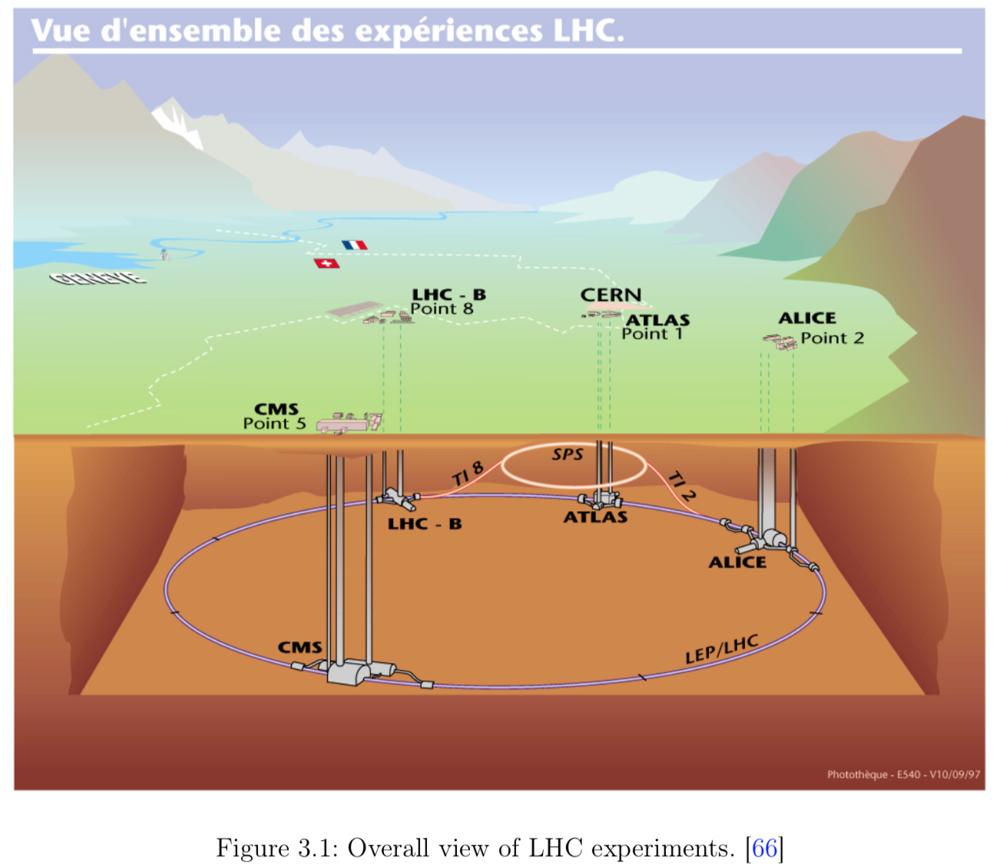 Vue d'ensemble des expériences LHC.
GENEVE
LHC - B
Point 8
CERN
ATLAS
Point 1
ALICE
Point 2
CMS
Point 5
SPS
TI 8
TI 2
LHC - B
ATLAS
ALICE
CMS
LEP/LHC
Photothèque - E540 - V10/09/97
Figure 3.1: Overall view of LHC experiments. [66]